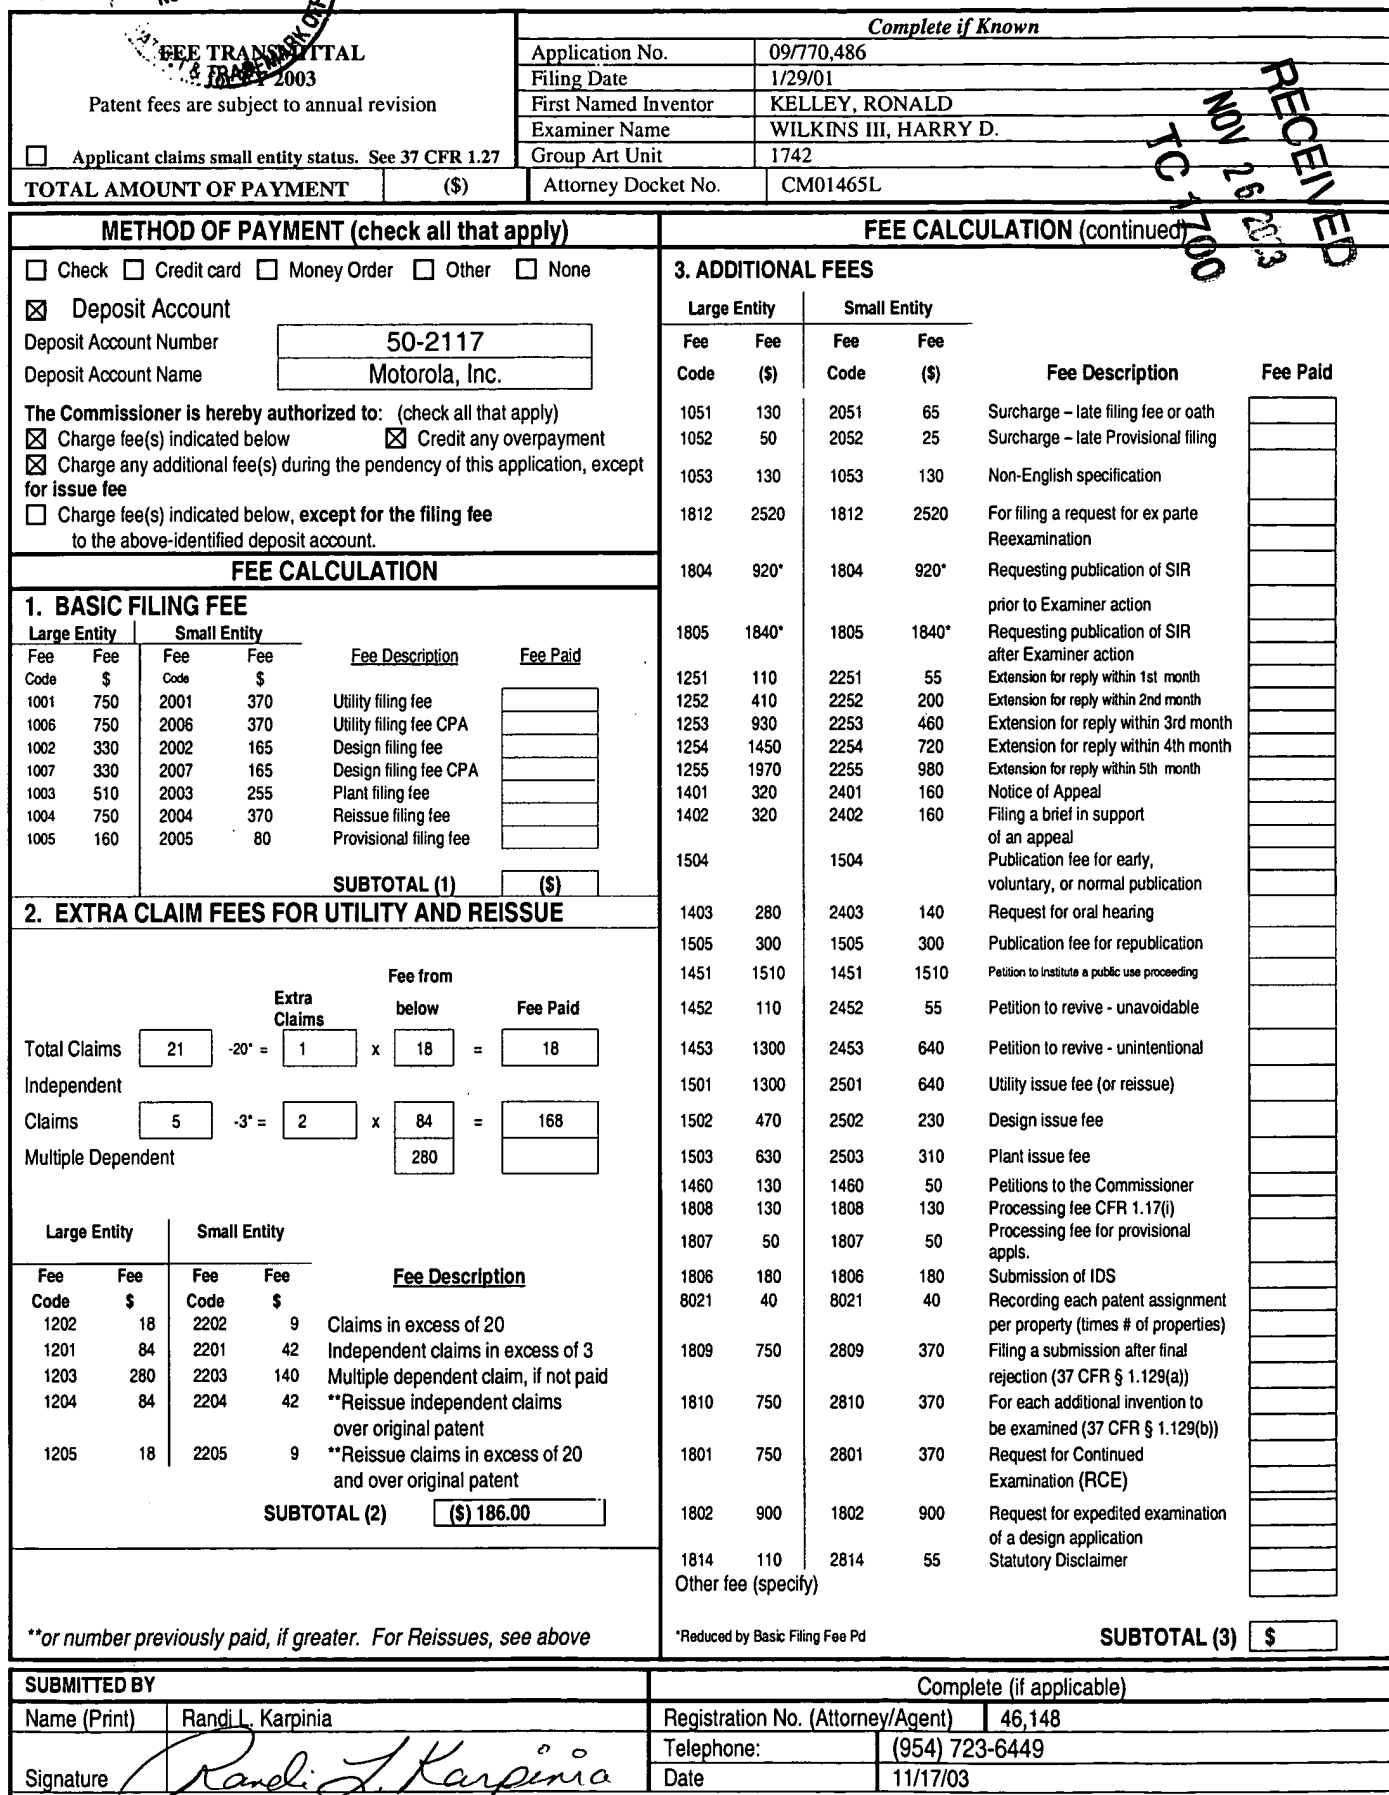 Complete if Known
FEE TRANSMITTAL
for FY 2003
Patent fees are subject to annual revision
☐ Applicant claims small entity status. See 37 CFR 1.27
TOTAL AMOUNT OF PAYMENT ($)
Application No. 09/770,486
Filing Date 1/29/01
First Named Inventor KELLEY, RONALD
Examiner Name WILKINS III, HARRY D.
Group Art Unit 1742
Attorney Docket No. CM01465L
& TRADEMARK
RECEIVED
NOV 26 2003
TC 1700
METHOD OF PAYMENT (check all that apply)
☐ Check ☐ Credit card ☐ Money Order ☐ Other ☐ None
☒ Deposit Account
Deposit Account Number 50-2117
Deposit Account Name Motorola, Inc.
The Commissioner is hereby authorized to: (check all that apply)
☒ Charge fee(s) indicated below ☒ Credit any overpayment
☒ Charge any additional fee(s) during the pendency of this application, except
for issue fee
☐ Charge fee(s) indicated below, except for the filing fee
to the above-identified deposit account.
FEE CALCULATION
1. BASIC FILING FEE
Large Entity Small Entity
Fee Fee Fee Fee Fee Description Fee Paid
Code $ Code $
1001 750 2001 370 Utility filing fee
1006 750 2006 370 Utility filing fee CPA
1002 330 2002 165 Design filing fee
1007 330 2007 165 Design filing fee CPA
1003 510 2003 255 Plant filing fee
1004 750 2004 370 Reissue filing fee
1005 160 2005 80 Provisional filing fee
SUBTOTAL (1) ($)
2. EXTRA CLAIM FEES FOR UTILITY AND REISSUE
Fee from
Extra below Fee Paid
Claims
Total Claims 21 -20* = 1 x 18 = 18
Independent
Claims 5 -3* = 2 x 84 = 168
Multiple Dependent 280
Large Entity Small Entity
Fee Fee Fee Fee Fee Description
Code $ Code $
1202 18 2202 9 Claims in excess of 20
1201 84 2201 42 Independent claims in excess of 3
1203 280 2203 140 Multiple dependent claim, if not paid
1204 84 2204 42 **Reissue independent claims
over original patent
1205 18 2205 9 **Reissue claims in excess of 20
and over original patent
SUBTOTAL (2) ($) 186.00
**or number previously paid, if greater. For Reissues, see above
FEE CALCULATION (continued)
3. ADDITIONAL FEES
Large Entity Small Entity
Fee Fee Fee Fee
Code ($) Code ($) Fee Description Fee Paid
1051 130 2051 65 Surcharge – late filing fee or oath
1052 50 2052 25 Surcharge – late Provisional filing
1053 130 1053 130 Non-English specification
1812 2520 1812 2520 For filing a request for ex parte
Reexamination
1804 920* 1804 920* Requesting publication of SIR
prior to Examiner action
1805 1840* 1805 1840* Requesting publication of SIR
after Examiner action
1251 110 2251 55 Extension for reply within 1st month
1252 410 2252 200 Extension for reply within 2nd month
1253 930 2253 460 Extension for reply within 3rd month
1254 1450 2254 720 Extension for reply within 4th month
1255 1970 2255 980 Extension for reply within 5th month
1401 320 2401 160 Notice of Appeal
1402 320 2402 160 Filing a brief in support
of an appeal
1504 1504 Publication fee for early,
voluntary, or normal publication
1403 280 2403 140 Request for oral hearing
1505 300 1505 300 Publication fee for republication
1451 1510 1451 1510 Petition to Institute a public use proceeding
1452 110 2452 55 Petition to revive - unavoidable
1453 1300 2453 640 Petition to revive - unintentional
1501 1300 2501 640 Utility issue fee (or reissue)
1502 470 2502 230 Design issue fee
1503 630 2503 310 Plant issue fee
1460 130 1460 50 Petitions to the Commissioner
1808 130 1808 130 Processing fee CFR 1.17(i)
1807 50 1807 50 Processing fee for provisional
appls.
1806 180 1806 180 Submission of IDS
8021 40 8021 40 Recording each patent assignment
per property (times # of properties)
1809 750 2809 370 Filing a submission after final
rejection (37 CFR § 1.129(a))
1810 750 2810 370 For each additional invention to
be examined (37 CFR § 1.129(b))
1801 750 2801 370 Request for Continued
Examination (RCE)
1802 900 1802 900 Request for expedited examination
of a design application
1814 110 2814 55 Statutory Disclaimer
Other fee (specify)
*Reduced by Basic Filing Fee Pd SUBTOTAL (3) $
SUBMITTED BY Complete (if applicable)
Name (Print) Randi L. Karpinia Registration No. (Attorney/Agent) 46,148
Telephone: (954) 723-6449
Signature Randi L. Karpinia Date 11/17/03